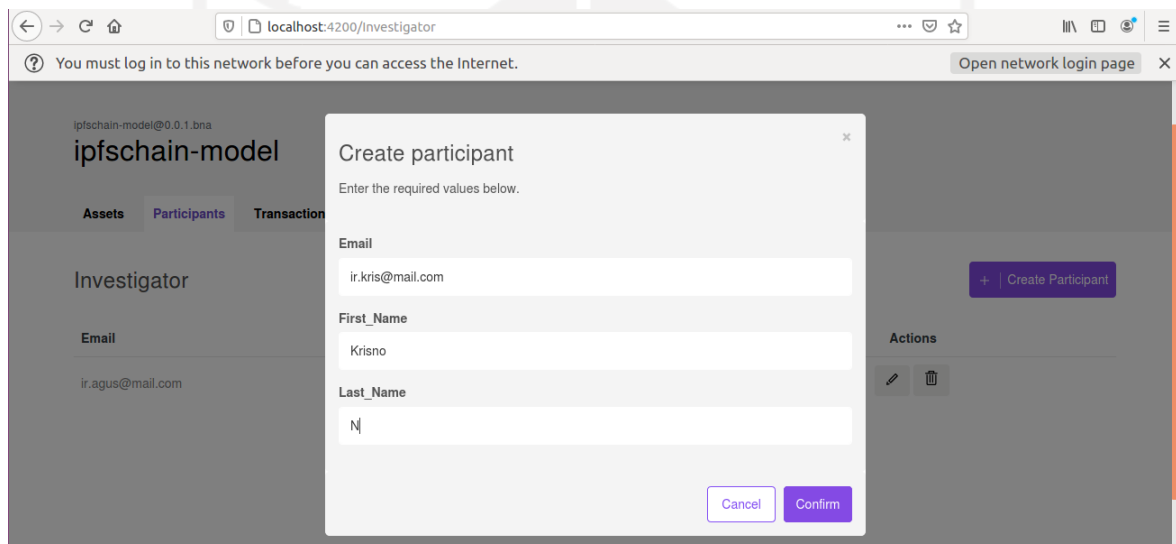 localhost:4200/Investigator
You must log in to this network before you can access the Internet.
Open network login page
ipfschain-model@0.0.1.bna
ipfschain-model
Assets Participants Transaction
Create participant
Enter the required values below.
Email
ir.kris@mail.com
First_Name
Krisno
Last_Name
N
Cancel Confirm
Investigator
+ Create Participant
Email Actions
ir.agus@mail.com